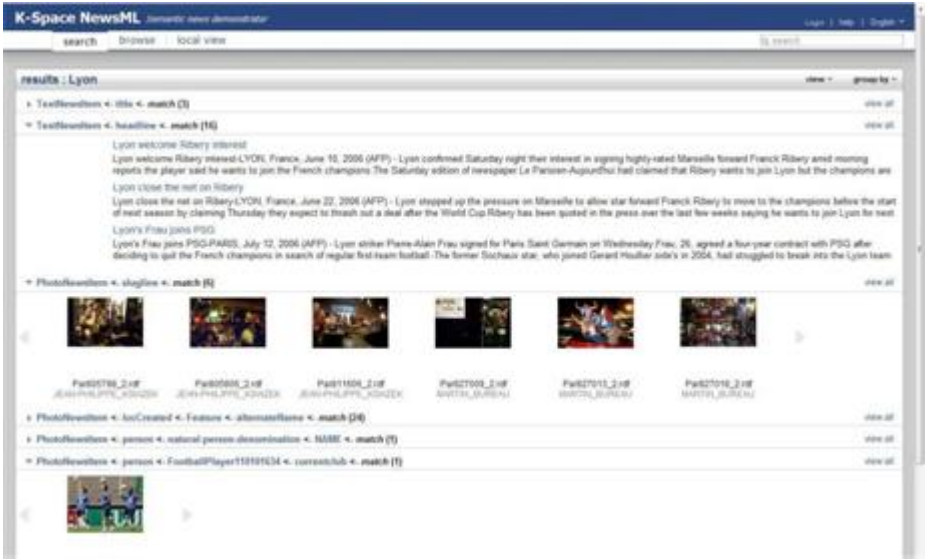 K-Space NewsML semantic news demonstrator
Login | help | English
search browse local view
search
results : Lyon
view group by
TextNewsItem <- title <- match (3) view all
TextNewsItem <- headline <- match (16) view all
Lyon welcome Ribery interest
Lyon welcome Ribery interest-LYON, France, June 10, 2006 (AFP) - Lyon confirmed Saturday night their interest in signing highly-rated Marseille forward Franck Ribery amid morning
reports the player said he wants to join the French champions.The Saturday edition of newspaper Le Parisien-Aujourd'hui had claimed that Ribery wants to join Lyon but the champions are
Lyon close the net on Ribery
Lyon close the net on Ribery-LYON, France, June 22, 2006 (AFP) - Lyon stepped up the pressure on Marseille to allow star forward Franck Ribery to move to the champions before the start
of next season by claiming Thursday they expect to thrash out a deal after the World Cup.Ribery has been quoted in the press over the last few weeks saying he wants to join Lyon for next
Lyon's Frau joins PSG
Lyon's Frau joins PSG-PARIS, July 12, 2006 (AFP) - Lyon striker Pierre-Alain Frau signed for Paris Saint Germain on Wednesday.Frau, 26, agreed a four-year contract with PSG after
deciding to quit the French champions in search of regular first-team football.The former Sochaux star, who joined Gerard Houllier side's in 2004, had struggled to break into the Lyon team
PhotoNewsItem <- slugline <- match (6) view all
JEAN-PHILIPPE_KSIAZEK JEAN-PHILIPPE_KSIAZEK JEAN-PHILIPPE_KSIAZEK MARTIN_BUREAU MARTIN_BUREAU MARTIN_BUREAU
PhotoNewsItem <- locCreated <- Feature <- alternateName <- match (24) view all
PhotoNewsItem <- person <- natural-person-denomination <- NAME <- match (1) view all
PhotoNewsItem <- person <- FootballPlayer110101634 <- currentclub <- match (1) view all